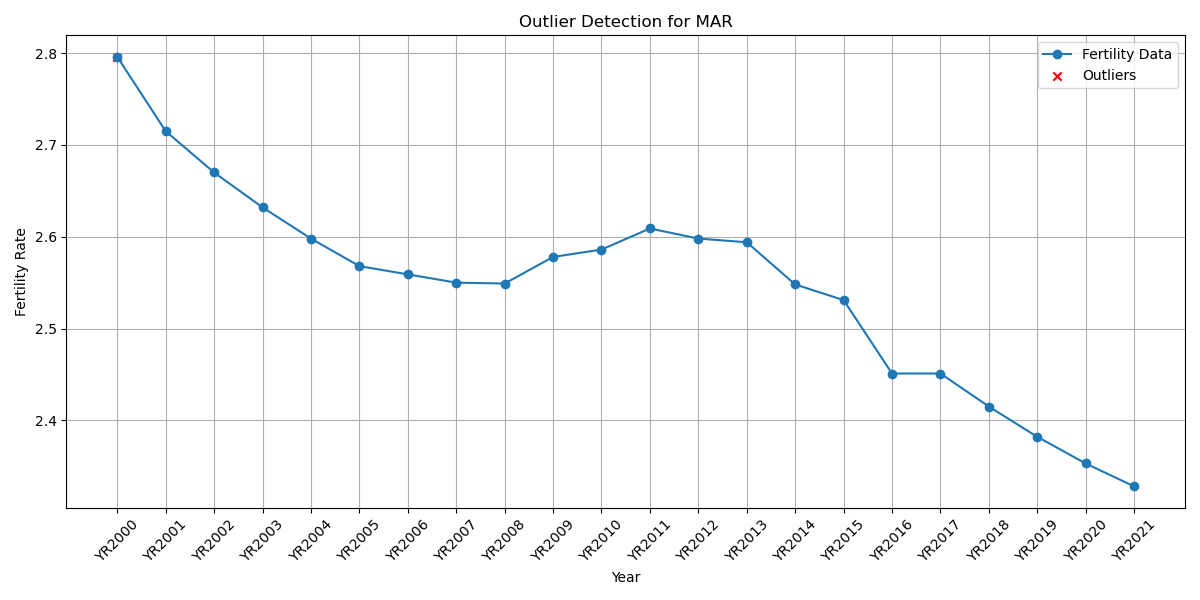 Outlier Detection for MAR
Fertility Data
Outliers
2.8
2.7
2.6
2.5
2.4
Fertility Rate
YR2000
YR2001
YR2002
YR2003
YR2004
YR2005
YR2006
YR2007
YR2008
YR2009
YR2010
YR2011
YR2012
YR2013
YR2014
YR2015
YR2016
YR2017
YR2018
YR2019
YR2020
YR2021
Year